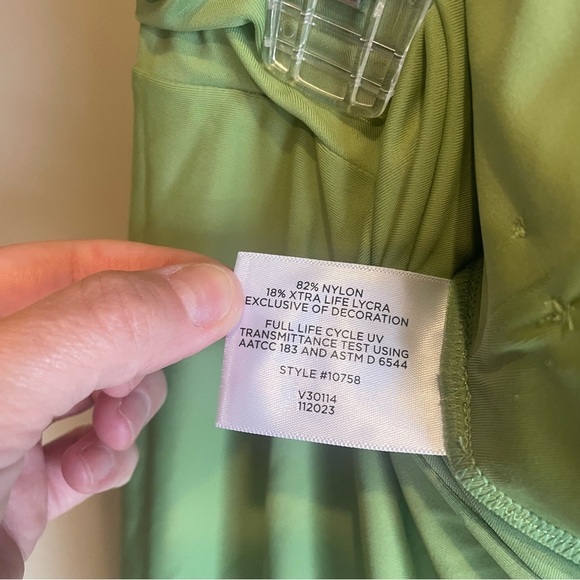 82% NYLON
18% XTRA LIFE LYCRA
EXCLUSIVE OF DECORATION
FULL LIFE CYCLE UV
TRANSMITTANCE TEST USING
AATCC 183 AND ASTM D 6544
STYLE #10758
V30114
112023